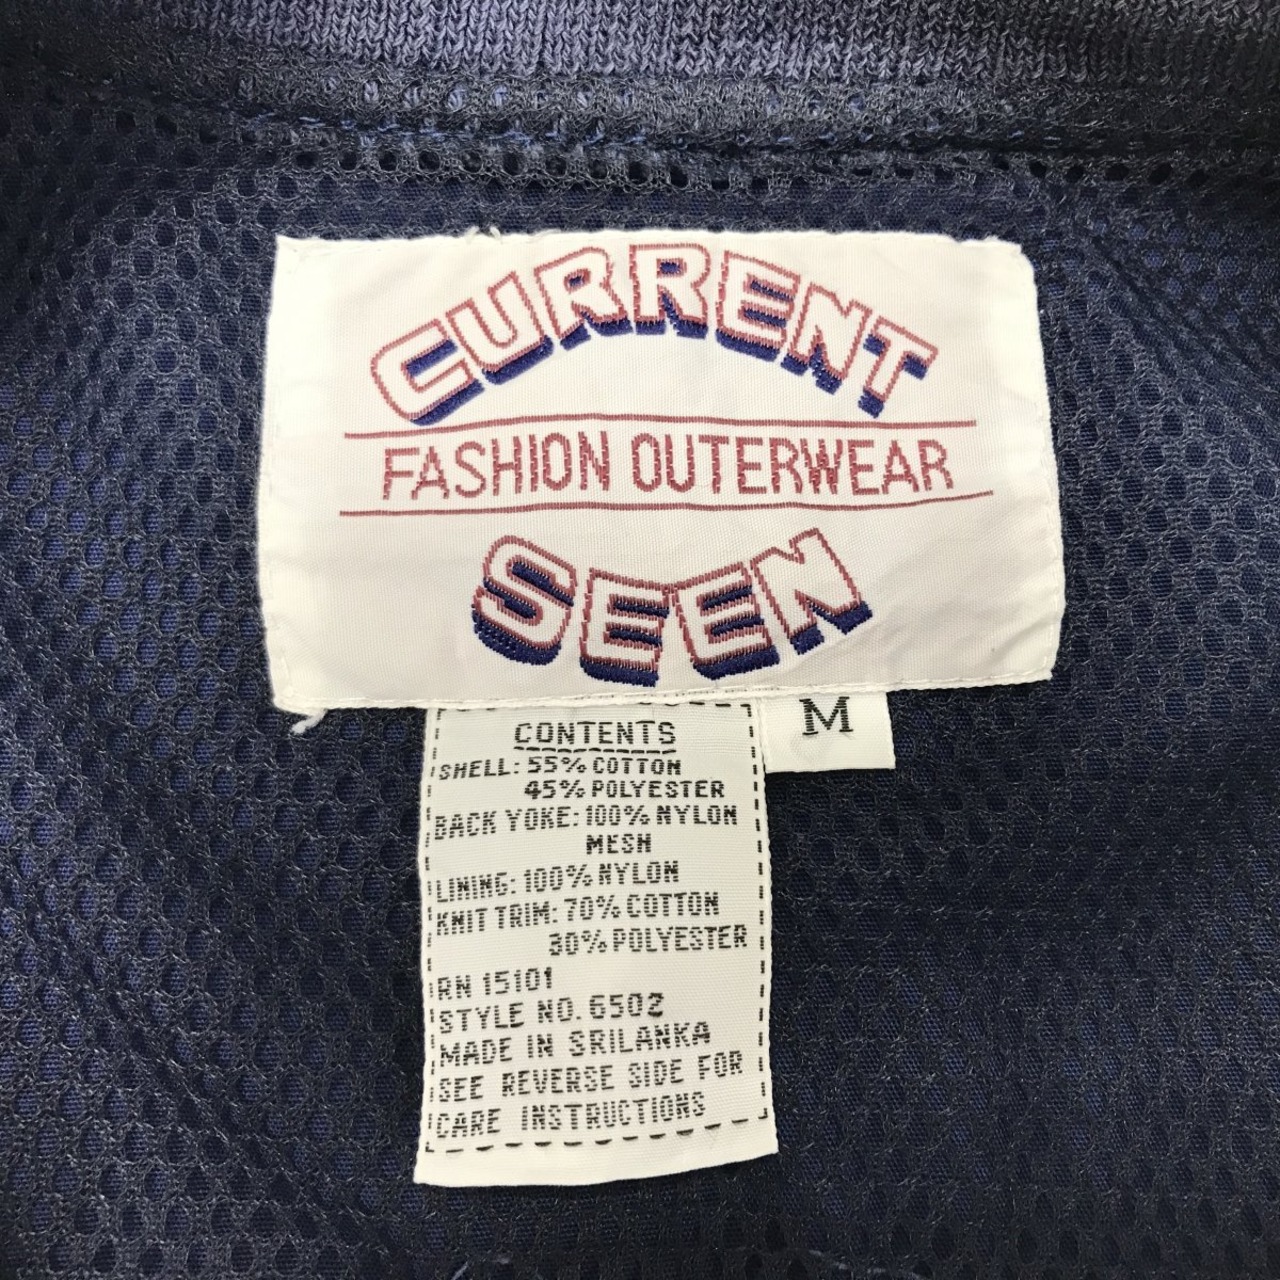 CURRENT
FASHION OUTERWEAR
SEEN
M
CONTENTS
SHELL: 55% COTTON
45% POLYESTER
BACK YOKE: 100% NYLON
MESH
LINING: 100% NYLON
KNIT TRIM: 70% COTTON
30% POLYESTER
RN 15101
STYLE NO. 6502
MADE IN SRILANKA
SEE REVERSE SIDE FOR
CARE INSTRUCTIONS